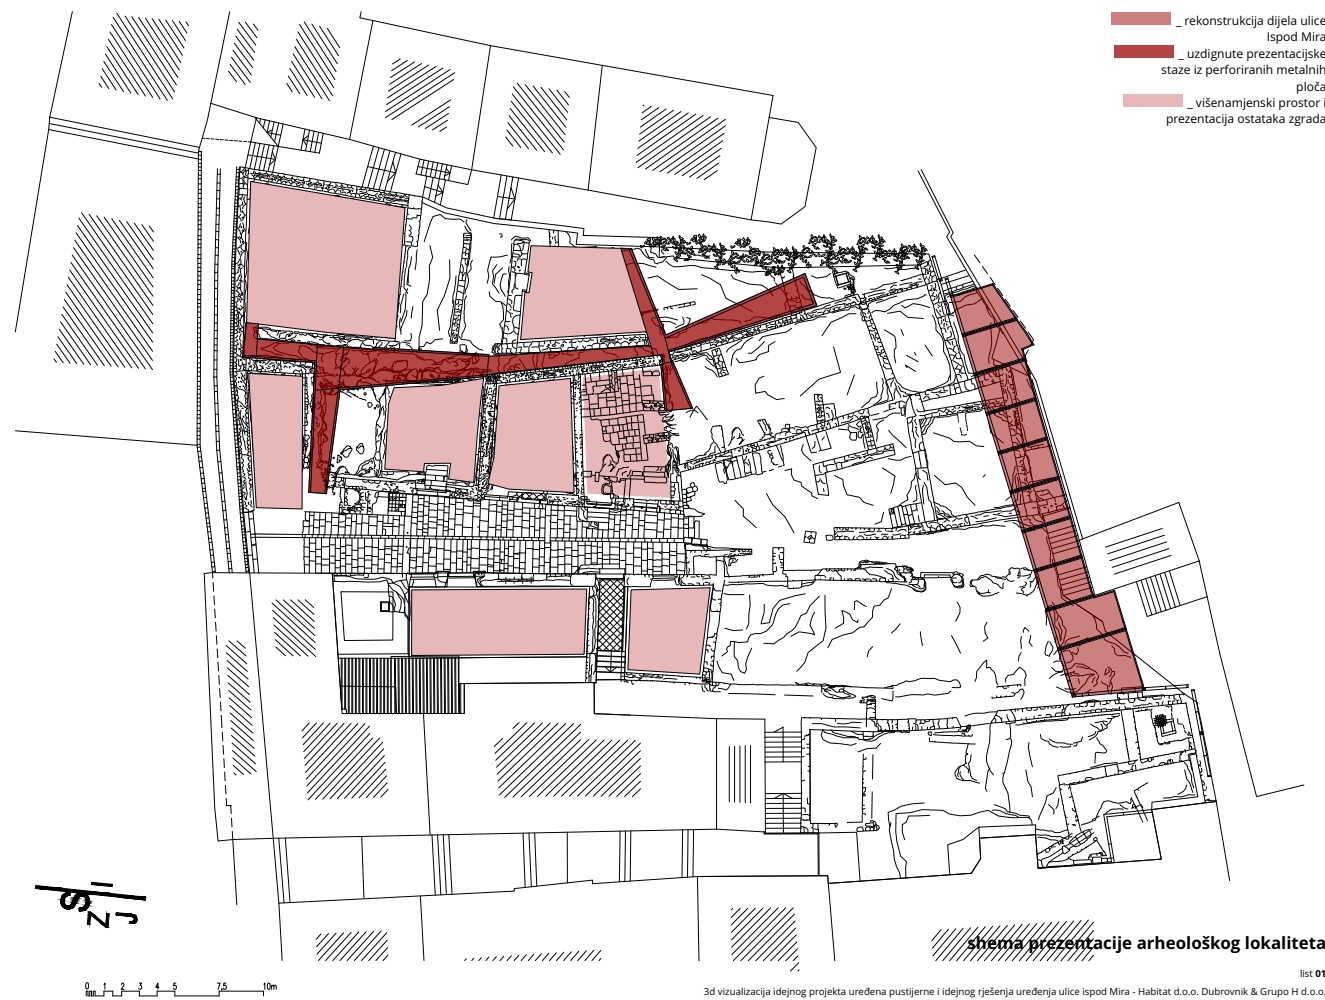 _ rekonstrukcija dijela ulice
Ispod Mira
_ uzdignute prezentacijske
staze iz perforiranih metalnih
ploča
_ višenamjenski prostor i
prezentacija ostataka zgrada
I
S
Z
J
0 1 2 3 4 5 7,5 10m
shema prezentacije arheološkog lokaliteta
list 01
3d vizualizacija idejnog projekta uređena pustijerne i idejnog rješenja uređenja ulice ispod Mira - Habitat d.o.o. Dubrovnik & Grupo H d.o.o.